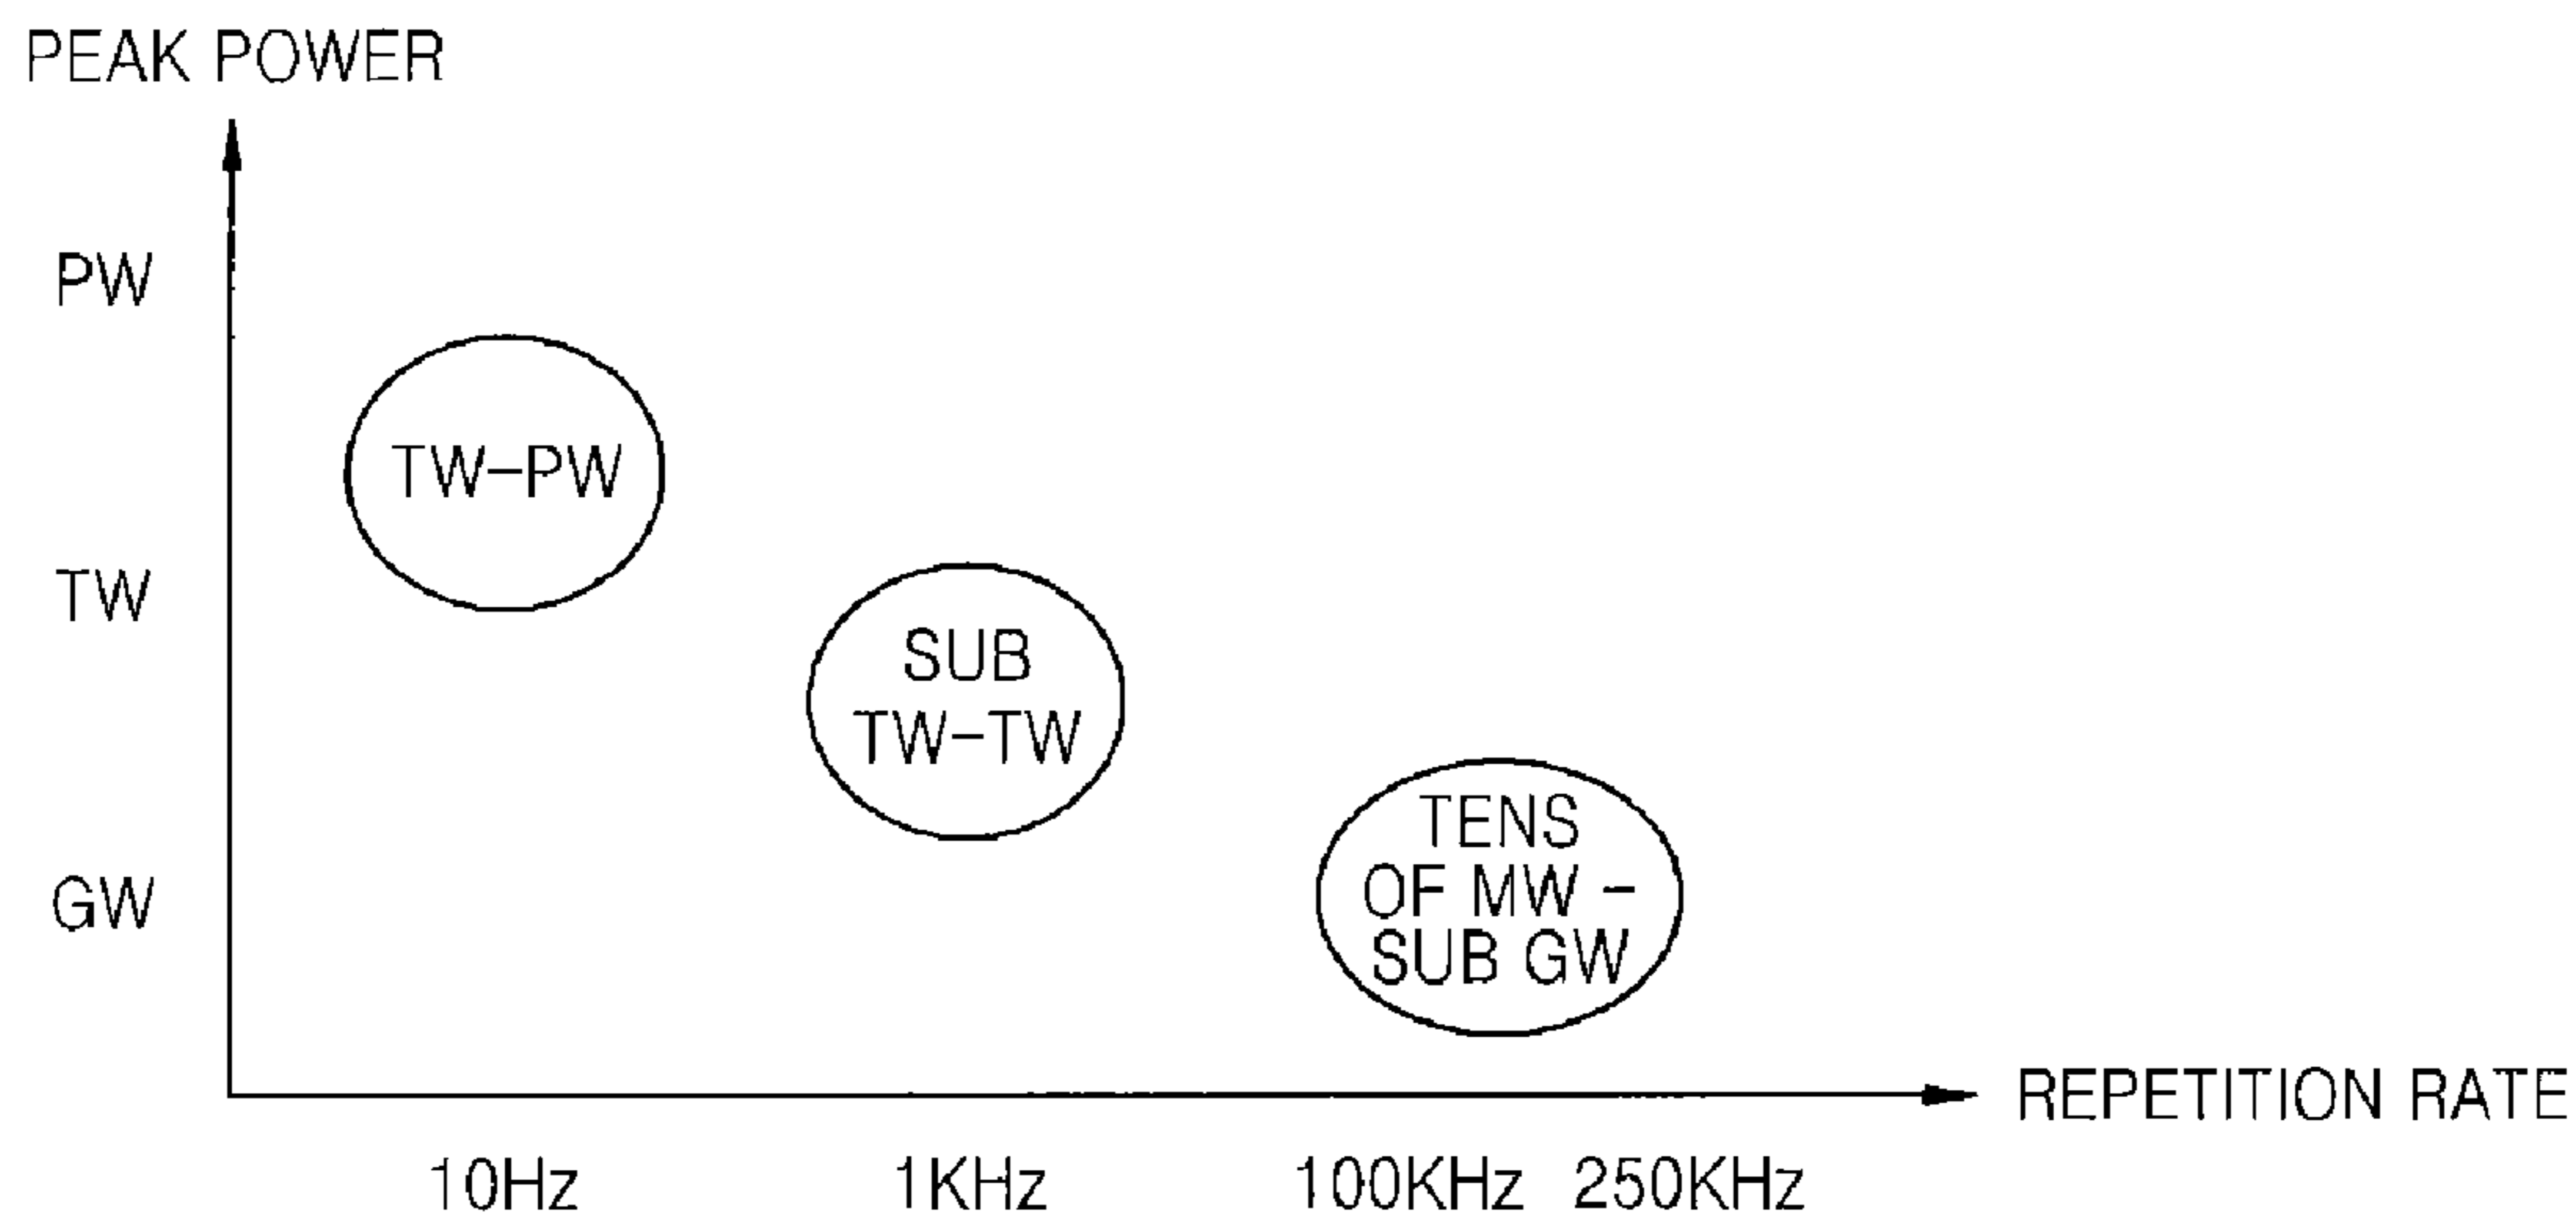 PEAK POWER
PW
TW-PW
TW
SUB
TW-TW
TENS
OF MW -
SUB GW
GW
REPETITION RATE
10Hz
1KHz
100KHz
250KHz